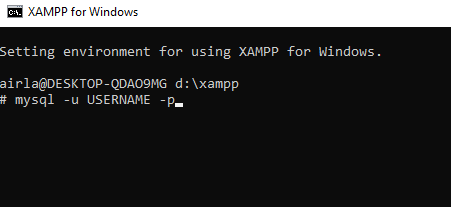 XAMPP for Windows
Setting environment for using XAMPP for Windows.
airla@DESKTOP-QDAO9MG d:\xampp
# mysql -u USERNAME -p